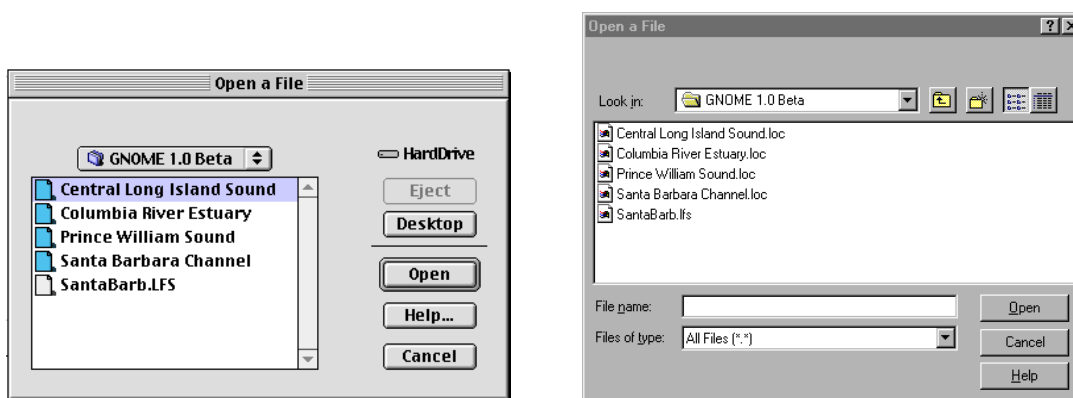 Open a File
GNOME 1.0 Beta
HardDrive
Central Long Island Sound
Eject
Columbia River Estuary
Desktop
Prince William Sound
Santa Barbara Channel
Open
SantaBarb.LFS
Help...
Cancel
Open a File
Look in: GNOME 1.0 Beta
Central Long Island Sound.loc
Columbia River Estuary.loc
Prince William Sound.loc
Santa Barbara Channel.loc
SantaBarb.lfs
File name: Open
Files of type: All Files (*.*) Cancel
Help